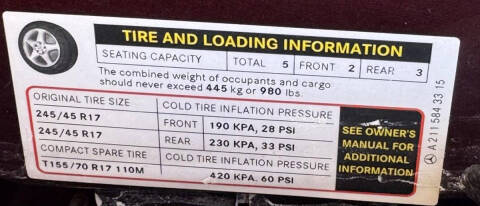 TIRE AND LOADING INFORMATION
SEATING CAPACITY TOTAL 5 FRONT 2 REAR 3
The combined weight of occupants and cargo
should never exceed 445 kg or 980 lbs.
ORIGINAL TIRE SIZE COLD TIRE INFLATION PRESSURE
245/45 R17 FRONT 190 KPA, 28 PSI
245/45 R17 REAR 230 KPA, 33 PSI
COMPACT SPARE TIRE COLD TIRE INFLATION PRESSURE
T155/70 R17 110M 420 KPA. 60 PSI
SEE OWNER'S
MANUAL FOR
ADDITIONAL
INFORMATION
A 211 584 33 15